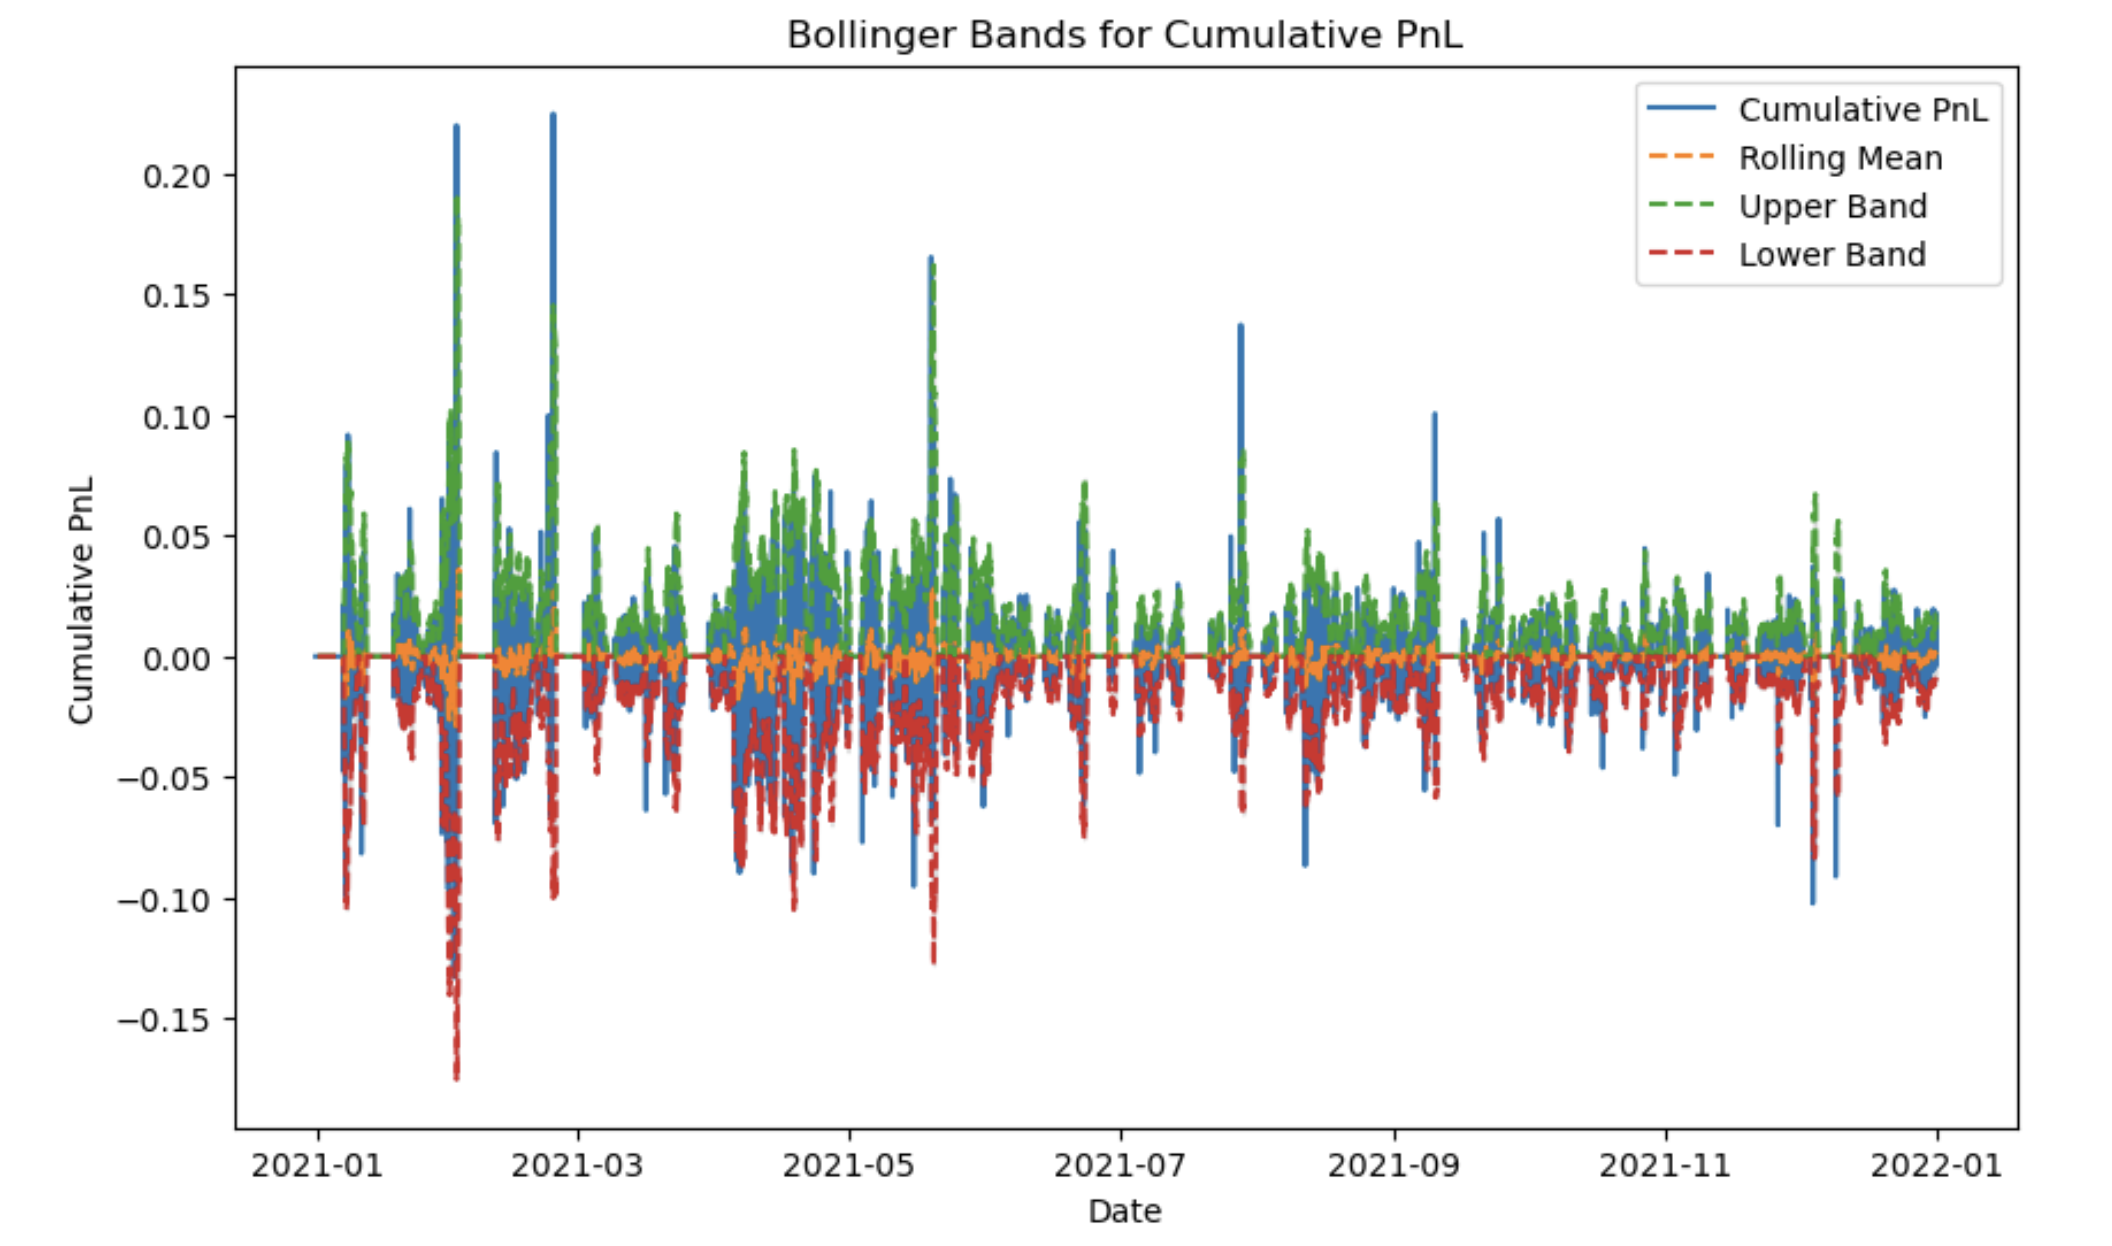 Bollinger Bands for Cumulative PnL
Cumulative PnL
Rolling Mean
Upper Band
Lower Band
Cumulative PnL
0.20
0.15
0.10
0.05
0.00
−0.05
−0.10
−0.15
2021-01 2021-03 2021-05 2021-07 2021-09 2021-11 2022-01
Date